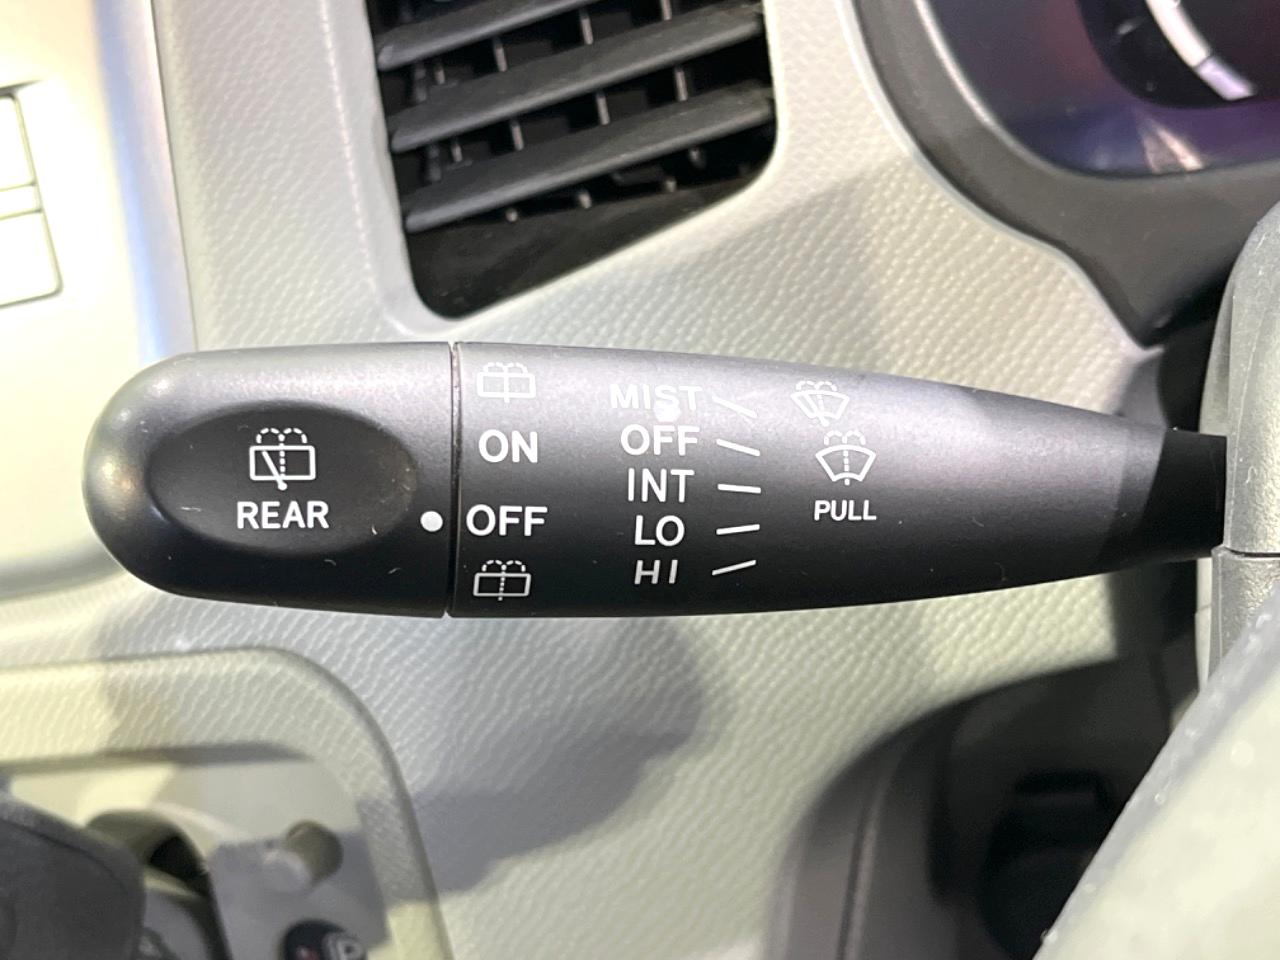 REAR
ON
OFF
MIST
OFF
INT
LO
HI
PULL